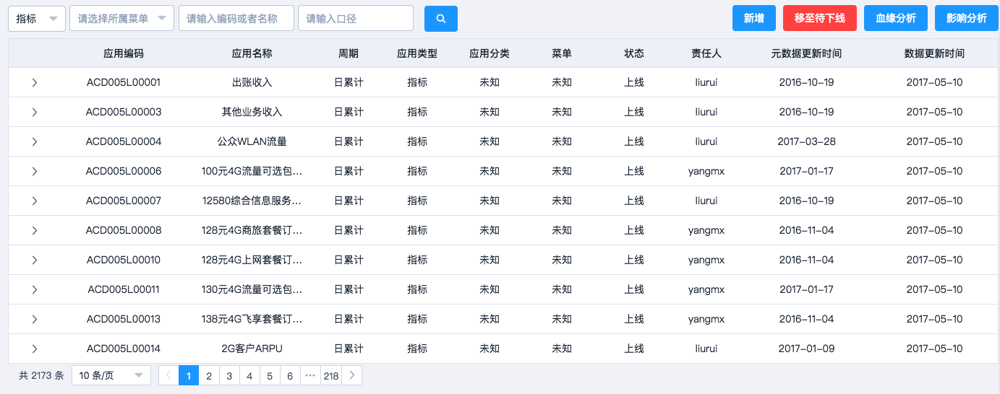 指标 请选择所属菜单 请输入编码或者名称 请输入口径 新增 移至待下线 血缘分析 影响分析
应用编码 应用名称 周期 应用类型 应用分类 菜单 状态 责任人 元数据更新时间 数据更新时间
ACD005L00001 出账收入 日累计 指标 未知 未知 上线 liurui 2016-10-19 2017-05-10
ACD005L00003 其他业务收入 日累计 指标 未知 未知 上线 liurui 2016-10-19 2017-05-10
ACD005L00004 公众WLAN流量 日累计 指标 未知 未知 上线 liurui 2017-03-28 2017-05-10
ACD005L00006 100元4G流量可选包... 日累计 指标 未知 未知 上线 yangmx 2017-01-17 2017-05-10
ACD005L00007 12580综合信息服务... 日累计 指标 未知 未知 上线 liurui 2016-10-19 2017-05-10
ACD005L00008 128元4G商旅套餐订... 日累计 指标 未知 未知 上线 yangmx 2016-11-04 2017-05-10
ACD005L00010 128元4G上网套餐订... 日累计 指标 未知 未知 上线 yangmx 2016-11-04 2017-05-10
ACD005L00011 130元4G流量可选包... 日累计 指标 未知 未知 上线 yangmx 2017-01-17 2017-05-10
ACD005L00013 138元4G飞享套餐订... 日累计 指标 未知 未知 上线 yangmx 2016-11-04 2017-05-10
ACD005L00014 2G客户ARPU 日累计 指标 未知 未知 上线 liurui 2017-01-09 2017-05-10
共 2173 条 10 条/页 1 2 3 4 5 6 ••• 218